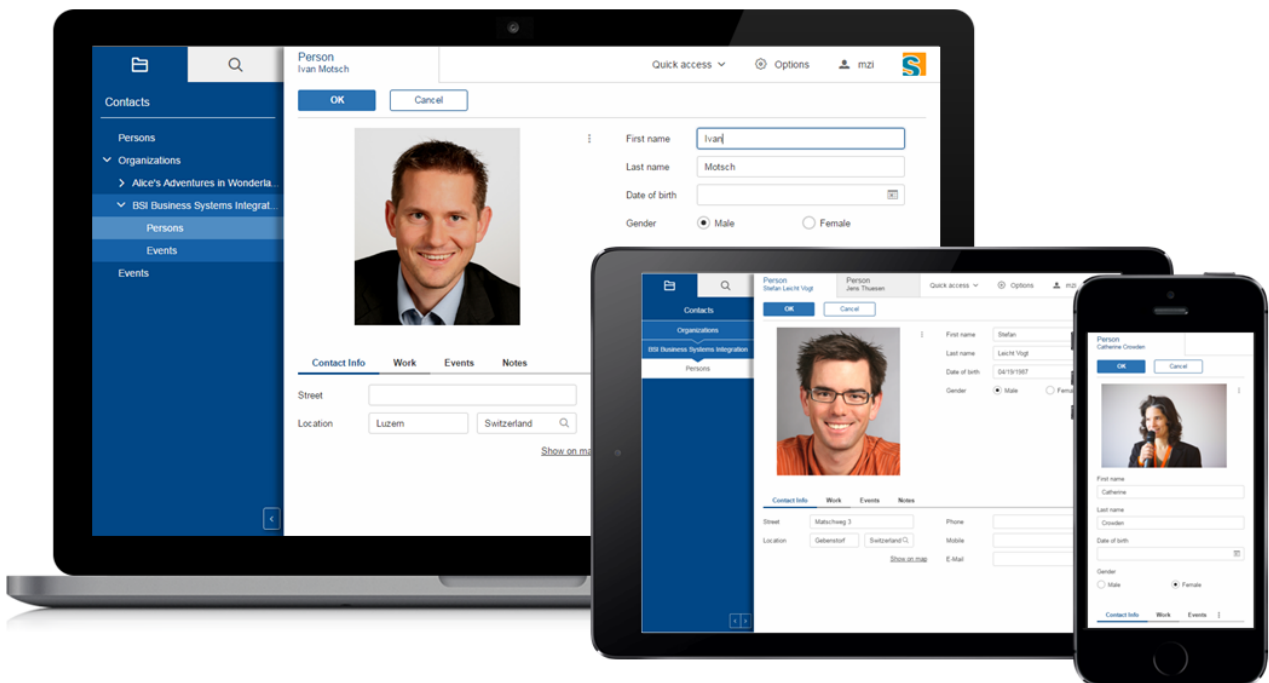 Person
Ivan Motsch
Quick access
Options
mzi
S
Contacts
OK Cancel
Persons
Organizations
Alice's Adventures in Wonderla...
BSI Business Systems Integrat...
Persons
Events
Events
First name Ivan
Last name Motsch
Date of birth
Gender Male Female
Contact Info Work Events Notes
Street
Location Luzern Switzerland
Show on ma
Person
Stefan Leicht Vogt
Person
Jens Thuesen
Quick access
Options
mzi
Contacts
Organizations
BSI Business Systems Integration
Persons
OK Cancel
First name Stefan
Last name Leicht Vogt
Date of birth 04/19/1987
Gender Male Femal
Contact Info Work Events Notes
Street Matschweg 3 Phone
Location Gebenstorf Switzerland Mobile
Show on map E-Mail
Person
Catherine Crowden
OK Cancel
First name
Catherine
Last name
Crowden
Date of birth
Gender
Male Female
Contact Info Work Events